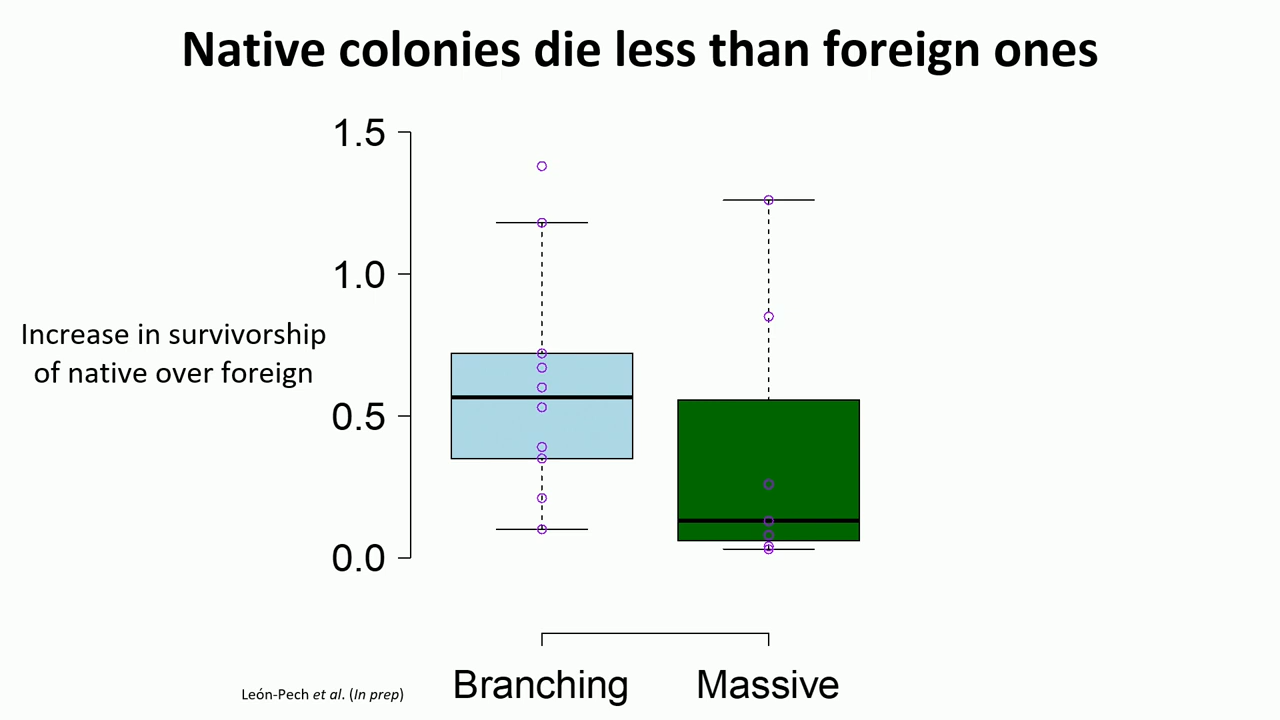 Native colonies die less than foreign ones
1.5
1.0
Increase in survivorship
of native over foreign
0.5
0.0
Branching
Massive
León-Pech et al. (In prep)